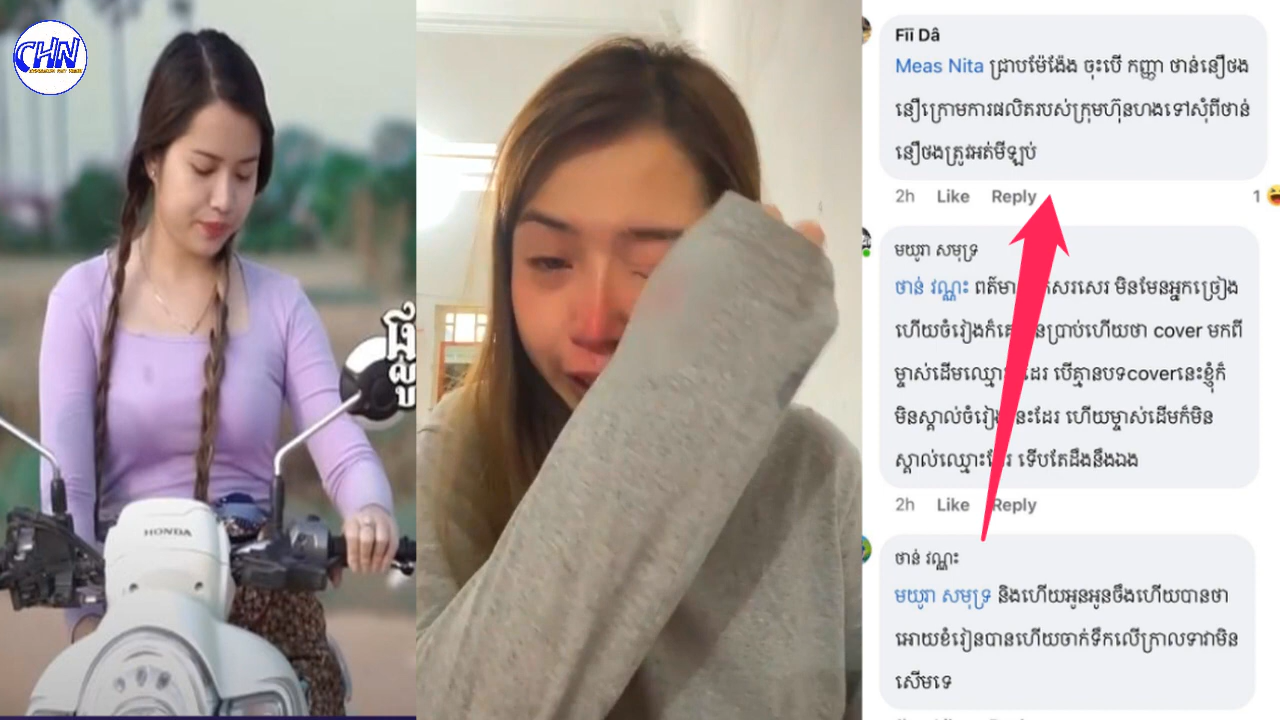 CHN
HONDA
Fïï Dâ
Meas Nita ជ្រាបម៉ែង៉ែង ចុះបើ កញ្ញា ថាន់នឿថង
នឿក្រោមការផលិតរបស់ក្រុមហ៊ុនហងទៅសុំពីថាន់
នឿថងត្រូវអត់មីឡប់
2h Like Reply
1
មយូរា សមុទ្រ
ថាន់ វណ្ណះ ពត៌មា សរសេរ មិនមែនអ្នកច្រៀង
ហើយចំរៀងក៏គេ នប្រាប់ហើយថា cover មកពី
ម្ចាស់ដើមឈ្មោះ ដែរ បើគ្មានបទcoverនេះខ្ញុំក៏
មិនស្គាល់ចំរៀង នះដែរ ហើយម្ចាស់ដើមក៏មិន
ស្គាល់ឈ្មោះដែរ ទើបតែដឹងនឹងឯង
2h Like Reply
ថាន់ វណ្ណះ
មយូរា សមុទ្រ និងហើយអូនអូនចឹងហើយបានថា
អោយខំរៀនបានហើយចាក់ទឹកលើក្រាលទាវាមិន
សើមទេ